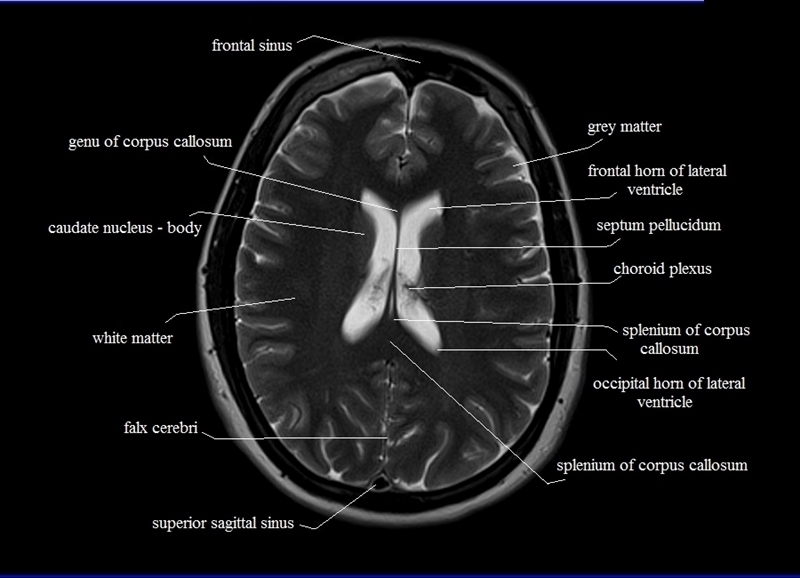 frontal sinus
genu of corpus callosum
caudate nucleus - body
white matter
falx cerebri
superior sagittal sinus
grey matter
frontal horn of lateral
ventricle
septum pellucidum
choroid plexus
splenium of corpus
callosum
occipital horn of lateral
ventricle
splenium of corpus callosum